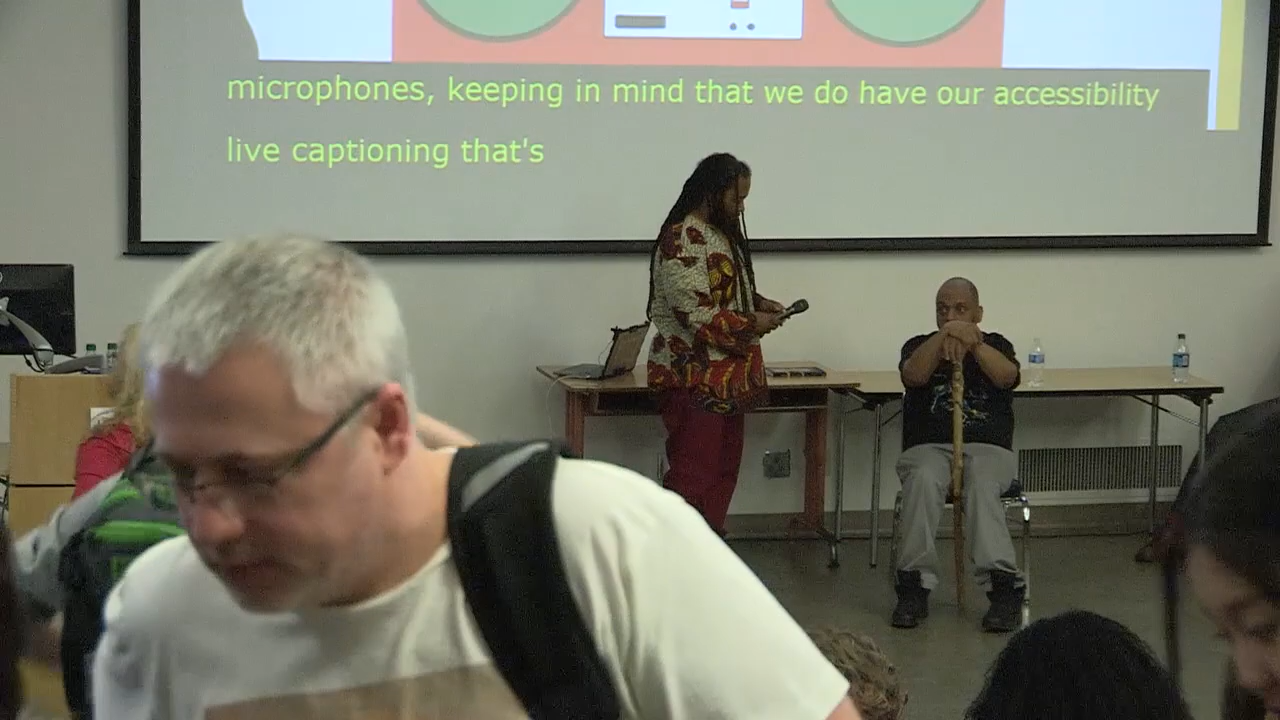 microphones, keeping in mind that we do have our accessibility
live captioning that's